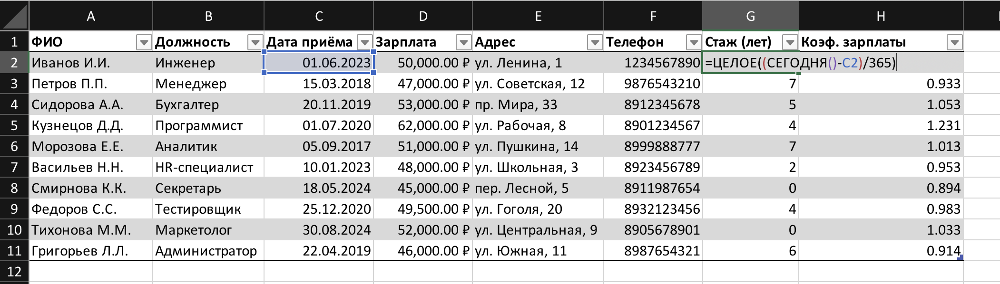 A B C D E F G H
1 ФИО Должность Дата приёма Зарплата Адрес Телефон Стаж (лет) Коэф. зарплаты
2 Иванов И.И. Инженер 01.06.2023 50,000.00 ₽ ул. Ленина, 1 1234567890 =ЦЕЛОЕ((СЕГОДНЯ()-C2)/365)
3 Петров П.П. Менеджер 15.03.2018 47,000.00 ₽ ул. Советская, 12 9876543210 7 0.933
4 Сидорова А.А. Бухгалтер 20.11.2019 53,000.00 ₽ пр. Мира, 33 8912345678 5 1.053
5 Кузнецов Д.Д. Программист 01.07.2020 62,000.00 ₽ ул. Рабочая, 8 8901234567 4 1.231
6 Морозова Е.Е. Аналитик 05.09.2017 51,000.00 ₽ ул. Пушкина, 14 8999888777 7 1.013
7 Васильев Н.Н. HR-специалист 10.01.2023 48,000.00 ₽ ул. Школьная, 3 8923456789 2 0.953
8 Смирнова К.К. Секретарь 18.05.2024 45,000.00 ₽ пер. Лесной, 5 8911987654 0 0.894
9 Федоров С.С. Тестировщик 25.12.2020 49,500.00 ₽ ул. Гоголя, 20 8932123456 4 0.983
10 Тихонова М.М. Маркетолог 30.08.2024 52,000.00 ₽ ул. Центральная, 9 8905678901 0 1.033
11 Григорьев Л.Л. Администратор 22.04.2019 46,000.00 ₽ ул. Южная, 11 8987654321 6 0.914
12